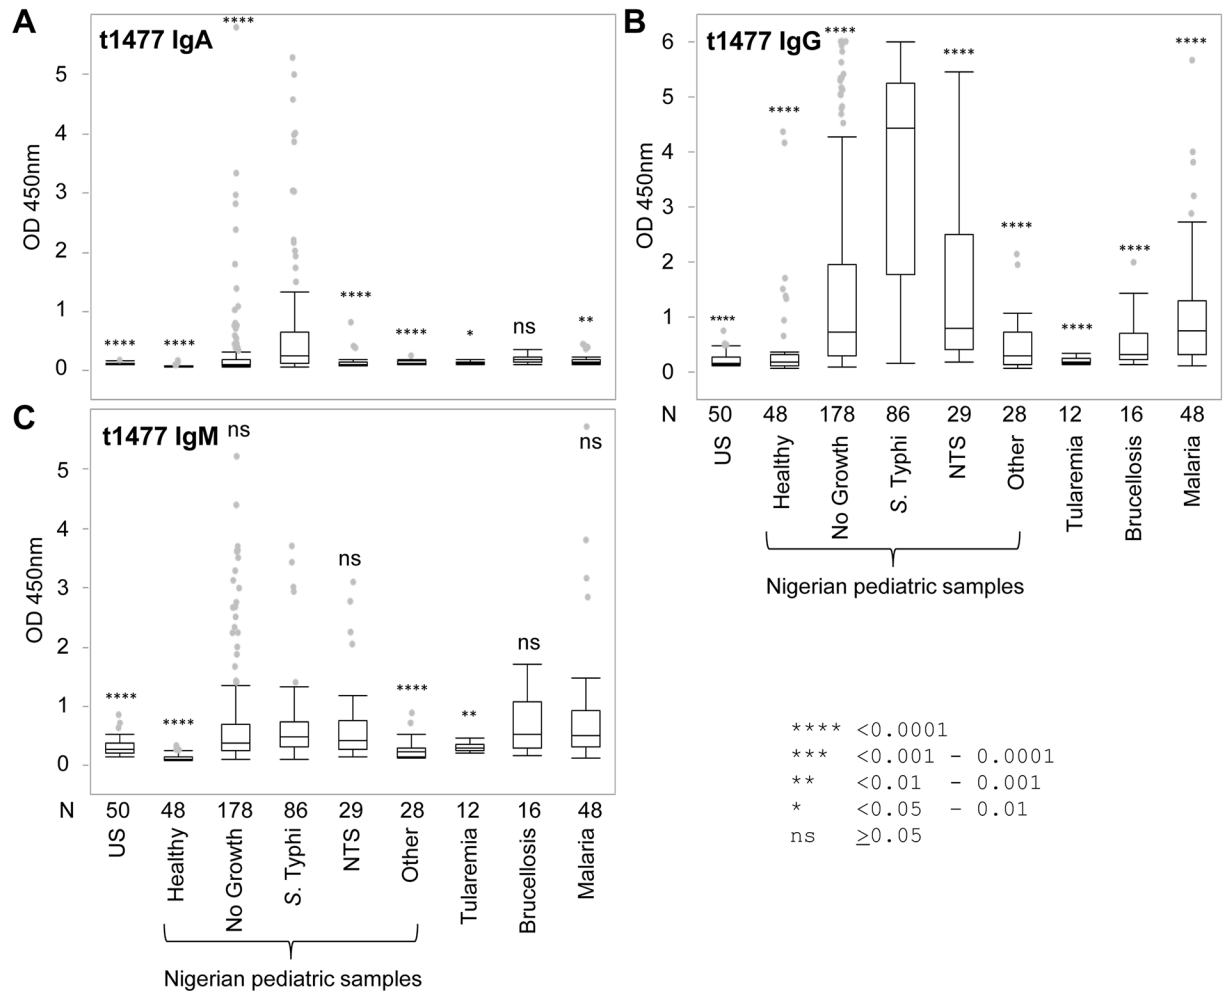 A
t1477 IgA
****
5
4
3
2
1
0
OD 450nm
**** **** **** **** * ns **
B
t1477 IgG
6
5
4
3
2
1
0
OD 450nm
**** **** **** **** **** **** **** ****
N 50 48 178 86 29 28 12 16 48
US Healthy No Growth S. Typhi NTS Other Tularemia Brucellosis Malaria
Nigerian pediatric samples
C
t1477 IgM
5
4
3
2
1
0
OD 450nm
**** **** ns ns **** ** ns ns
N 50 48 178 86 29 28 12 16 48
US Healthy No Growth S. Typhi NTS Other Tularemia Brucellosis Malaria
Nigerian pediatric samples
**** <0.0001
*** <0.001 - 0.0001
** <0.01 - 0.001
* <0.05 - 0.01
ns ≥0.05